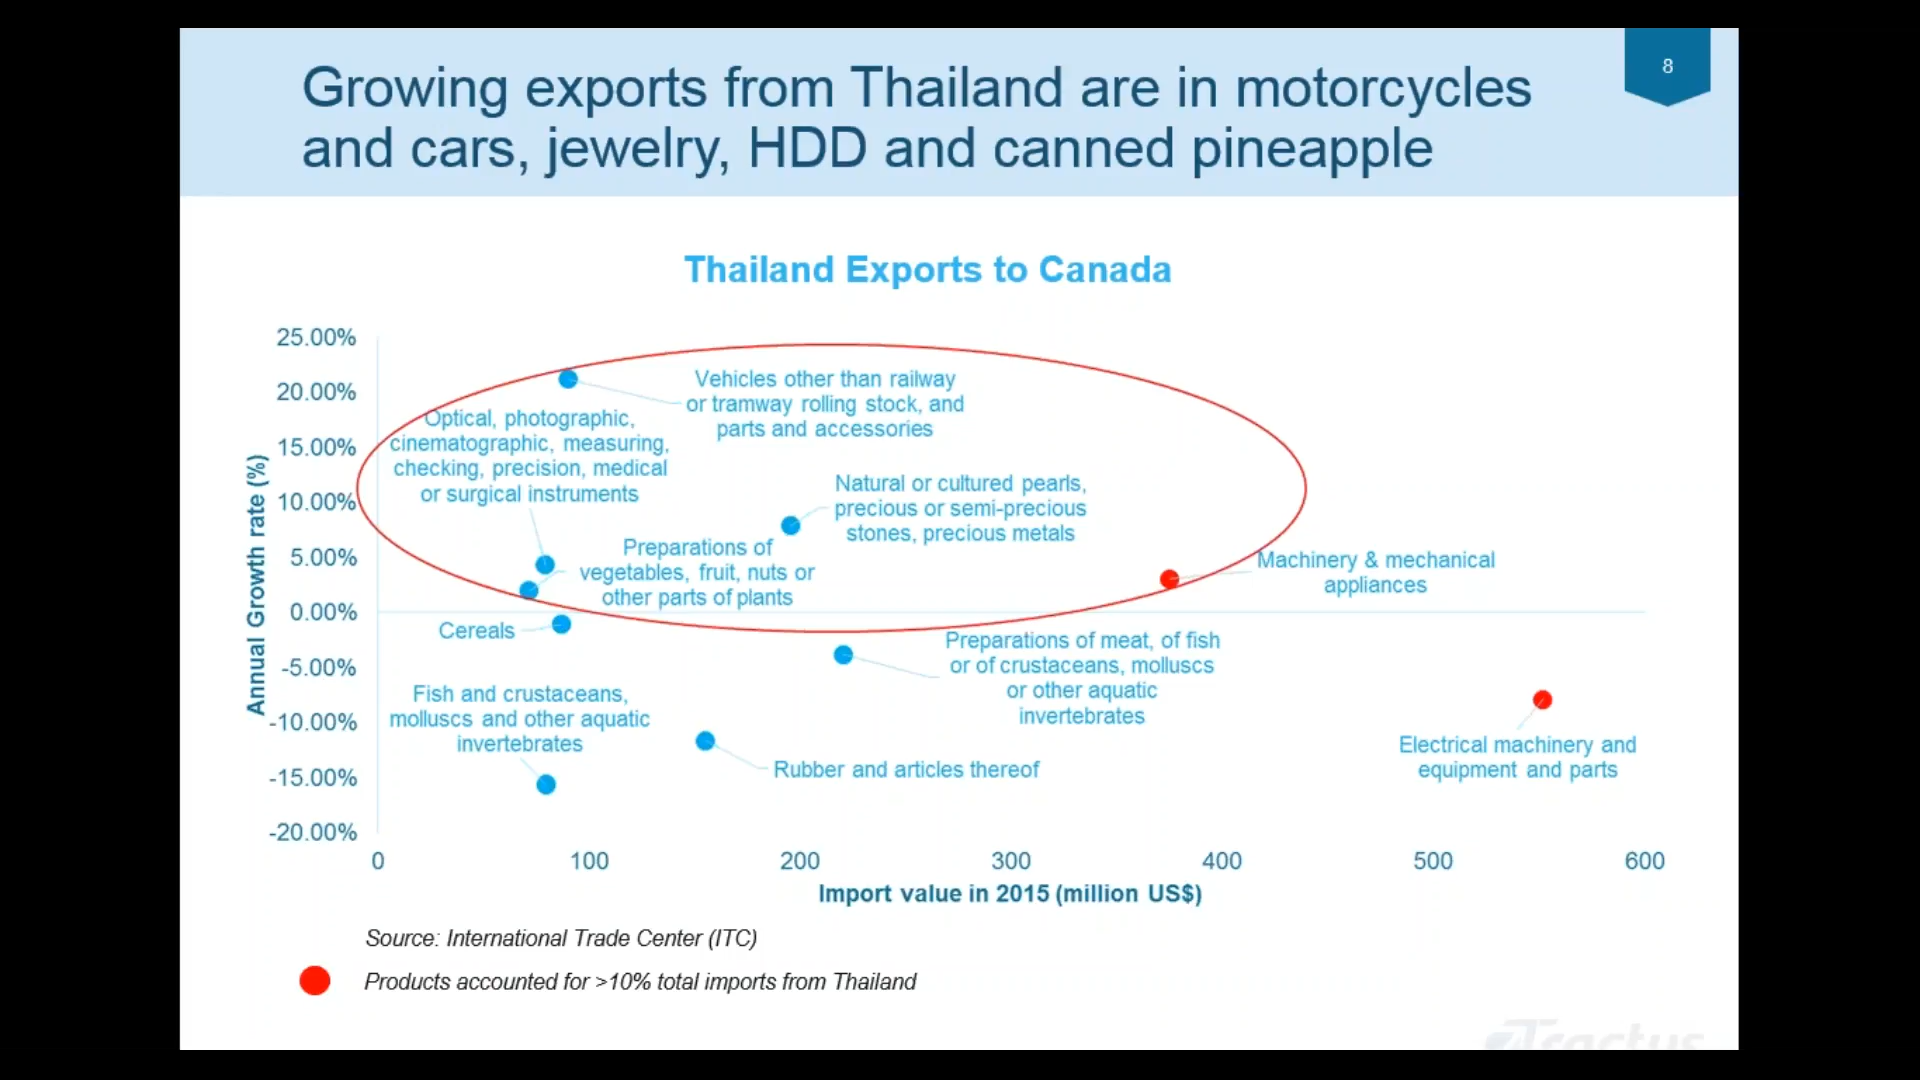 8
Growing exports from Thailand are in motorcycles
and cars, jewelry, HDD and canned pineapple
Thailand Exports to Canada
25.00%
20.00%
15.00%
10.00%
5.00%
0.00%
-5.00%
-10.00%
-15.00%
-20.00%
Annual Growth rate (%)
Vehicles other than railway
or tramway rolling stock, and
parts and accessories
Optical, photographic,
cinematographic, measuring,
checking, precision, medical
or surgical instruments
Natural or cultured pearls,
precious or semi-precious
stones, precious metals
Preparations of
vegetables, fruit, nuts or
other parts of plants
Machinery & mechanical
appliances
Cereals
Preparations of meat, of fish
or of crustaceans, molluscs
or other aquatic
invertebrates
Fish and crustaceans,
molluscs and other aquatic
invertebrates
Rubber and articles thereof
Electrical machinery and
equipment and parts
0 100 200 300 400 500 600
Import value in 2015 (million US$)
Source: International Trade Center (ITC)
Products accounted for >10% total imports from Thailand
Tractus